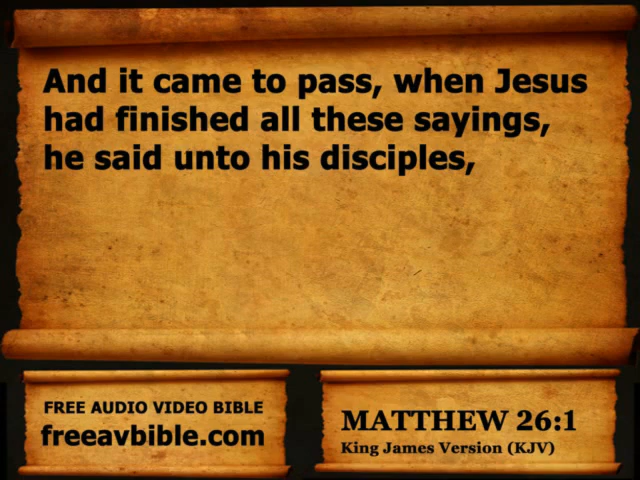 And it came to pass, when Jesus
had finished all these sayings,
he said unto his disciples,
FREE AUDIO VIDEO BIBLE
freeavbible.com
MATTHEW 26:1
King James Version (KJV)